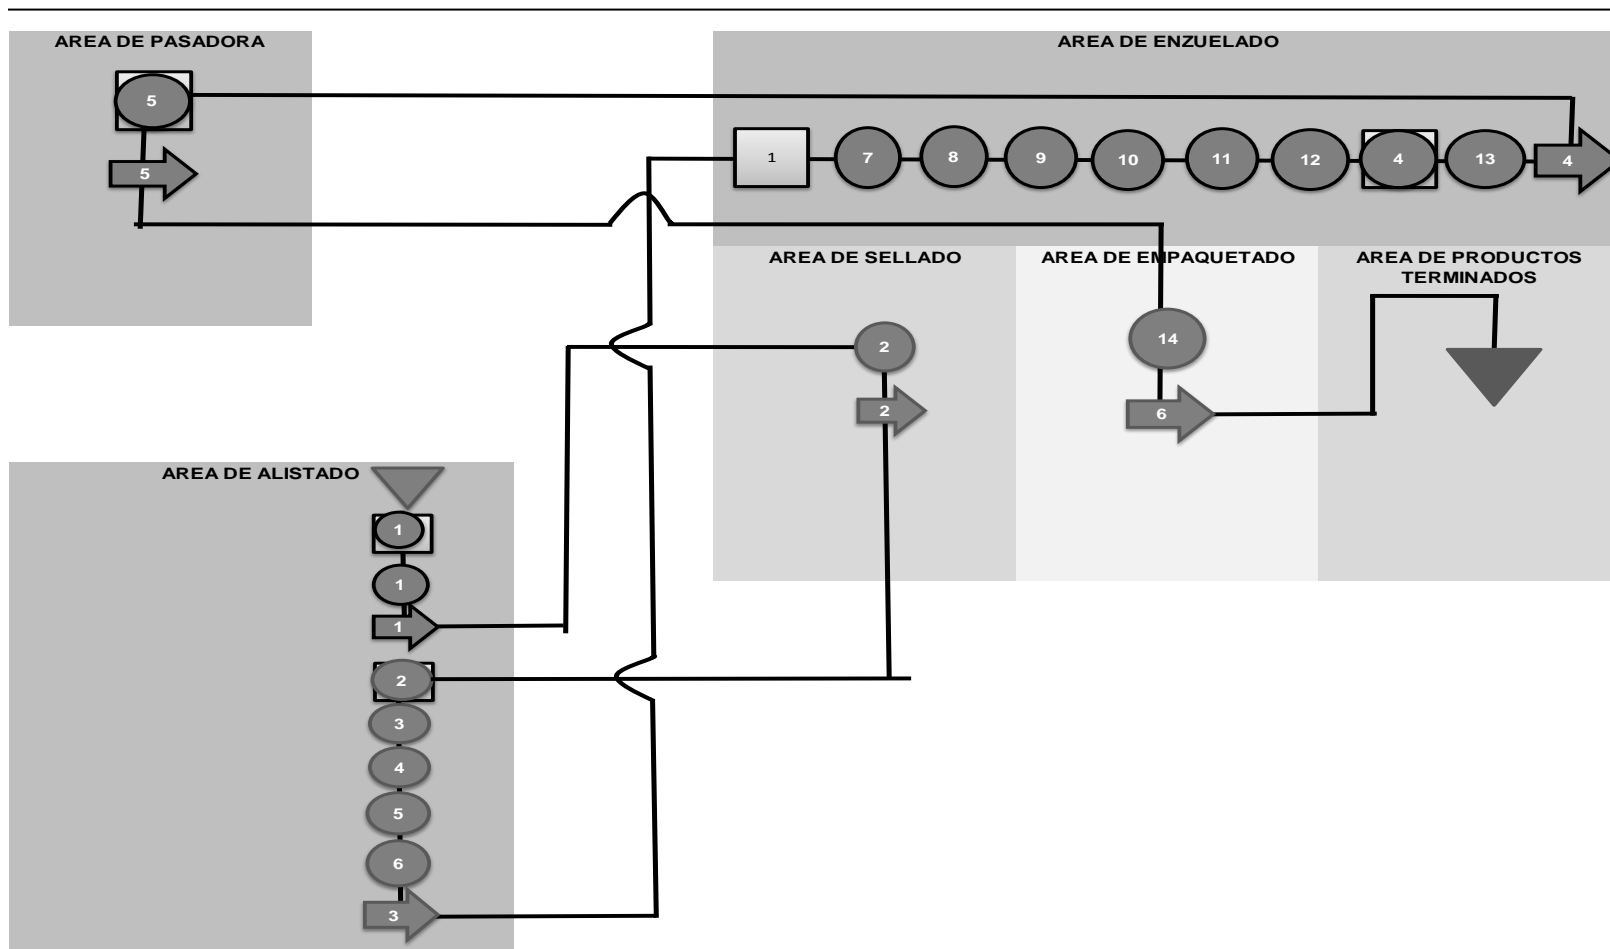 AREA DE PASADORA
5
5
AREA DE ENZUELADO
1 7 8 9 10 11 12 4 13 4
AREA DE SELLADO
2
2
AREA DE EMPAQUETADO
14
6
AREA DE PRODUCTOS
TERMINADOS
AREA DE ALISTADO
1
1
1
2
3
4
5
6
3